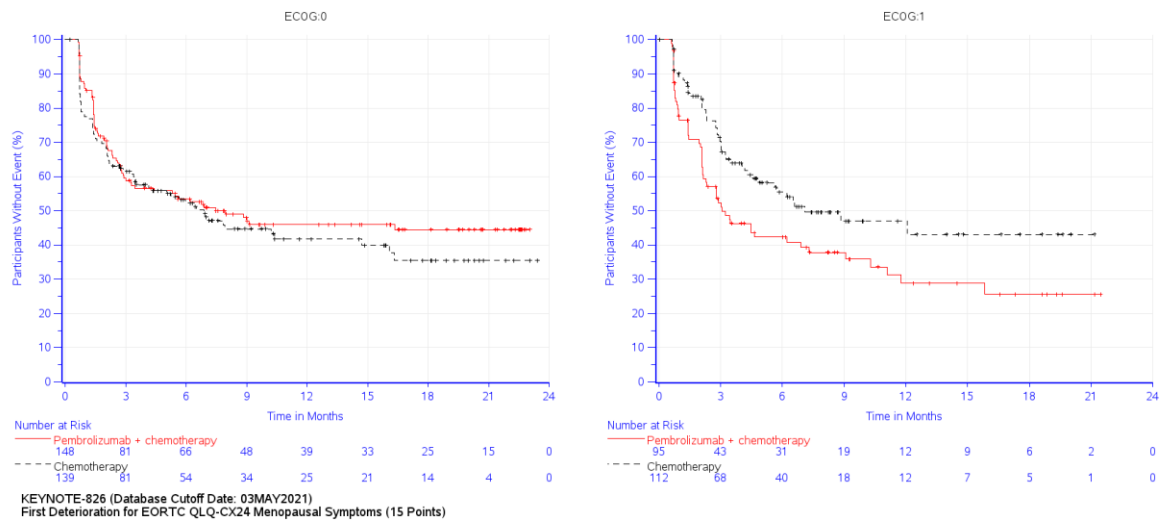 ECOG:0
100
90
80
70
60
50
40
30
20
10
0
Participants Without Event (%)
0 3 6 9 12 15 18 21 24
Time in Months
Number at Risk
Pembrolizumab + chemotherapy
148 81 66 48 39 33 25 15 0
Chemotherapy
139 81 54 34 25 21 14 4 0
ECOG:1
100
90
80
70
60
50
40
30
20
10
0
Participants Without Event (%)
0 3 6 9 12 15 18 21 24
Time in Months
Number at Risk
Pembrolizumab + chemotherapy
95 43 31 19 12 9 6 2 0
Chemotherapy
112 68 40 18 12 7 5 1 0
KEYNOTE-826 (Database Cutoff Date: 03MAY2021)
First Deterioration for EORTC QLQ-CX24 Menopausal Symptoms (15 Points)